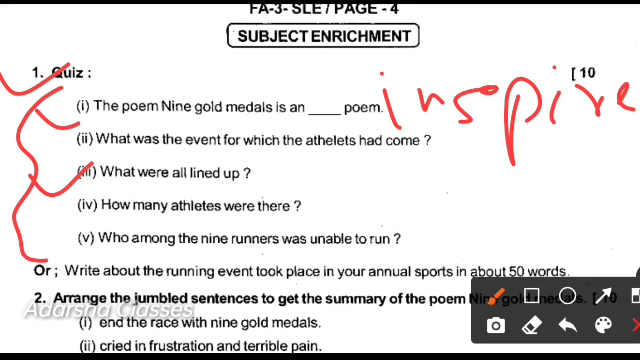 FA-3- SLE / PAGE - 4
SUBJECT ENRICHMENT
1. Quiz : [ 10
(i) The poem Nine gold medals is an ____ poem. inspire
(ii) What was the event for which the athelets had come ?
(iii) What were all lined up ?
(iv) How many athletes were there ?
(v) Who among the nine runners was unable to run ?
Or ; Write about the running event took place in your annual sports in about 50 words.
2. Arrange the jumbled sentences to get the summary of the poem Nine gold medals. [ 10
Adarsha Classes
(i) end the race with nine gold medals.
(ii) cried in frustration and terrible pain.